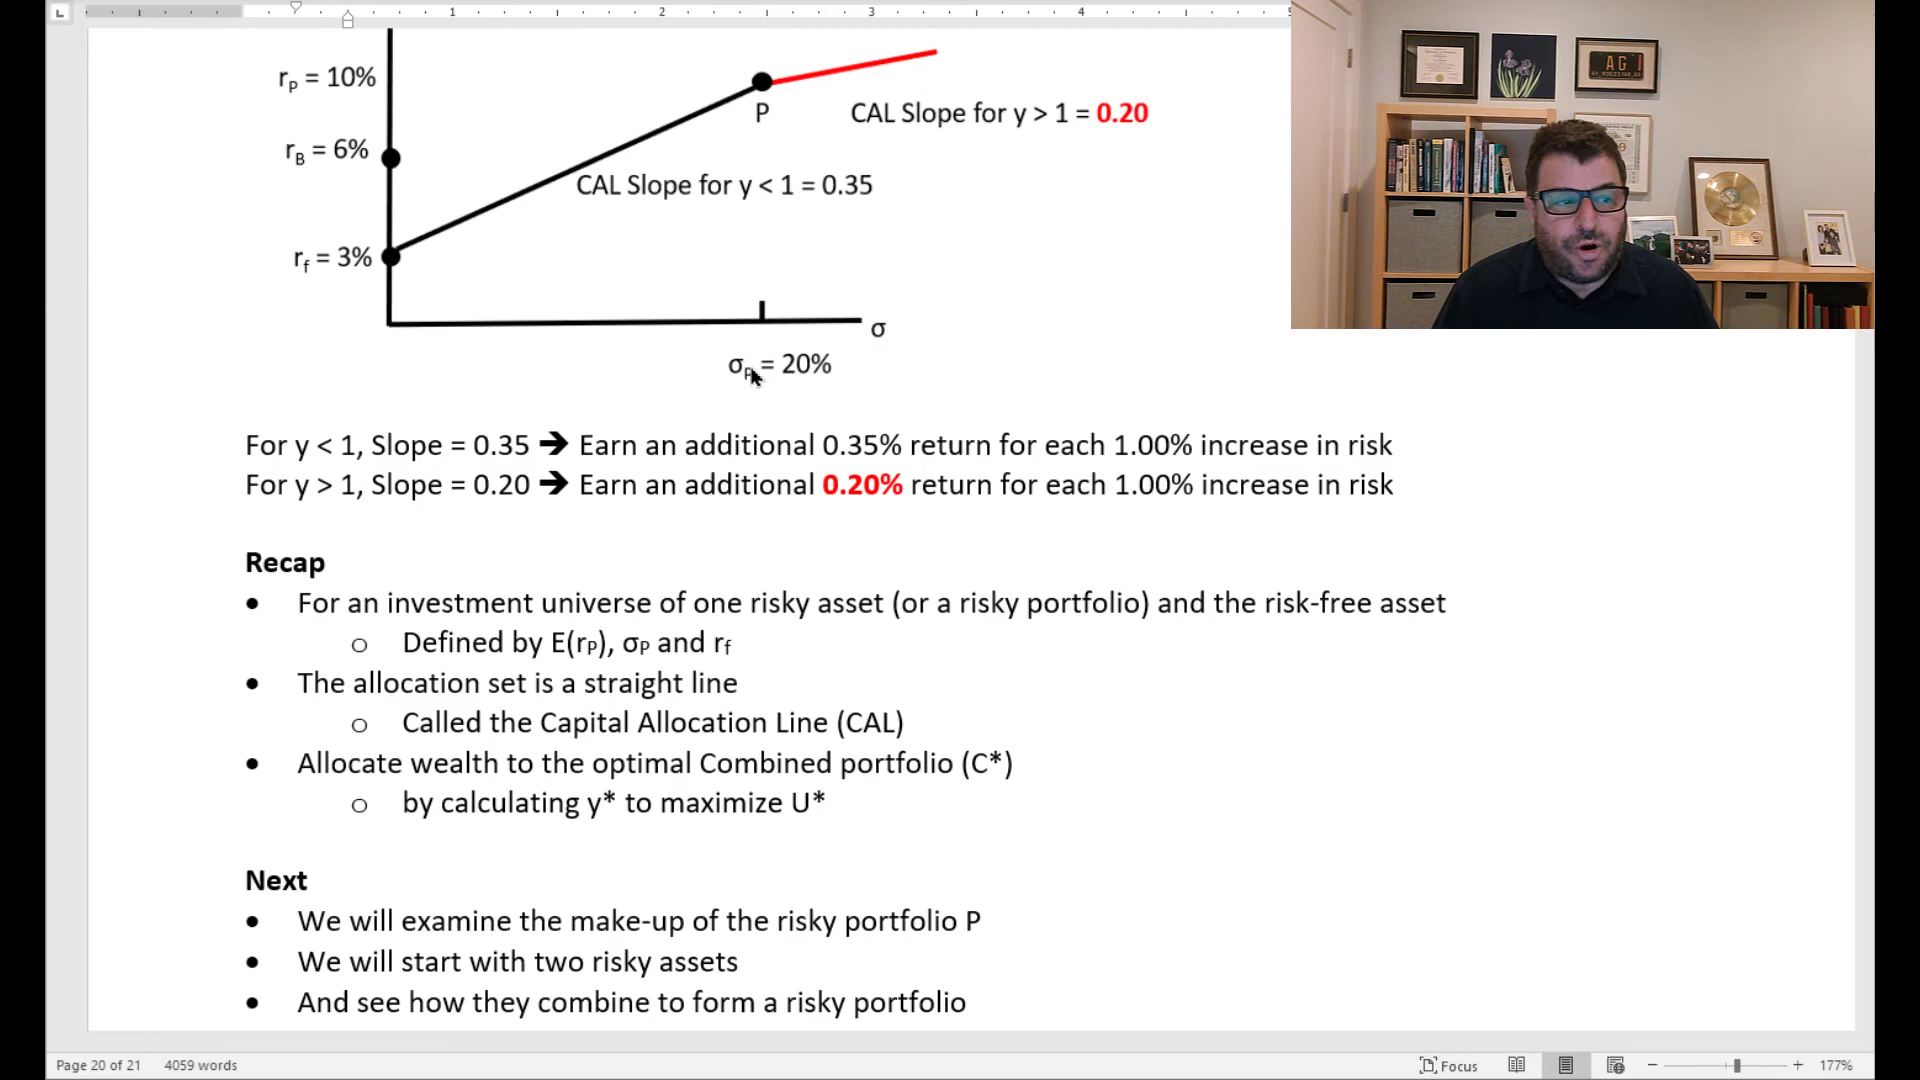 1 2 3 4
rP = 10%
P
CAL Slope for y > 1 = 0.20
rB = 6%
CAL Slope for y < 1 = 0.35
rf = 3%
σ
σP = 20%
For y < 1, Slope = 0.35 ➔ Earn an additional 0.35% return for each 1.00% increase in risk
For y > 1, Slope = 0.20 ➔ Earn an additional 0.20% return for each 1.00% increase in risk
Recap
• For an investment universe of one risky asset (or a risky portfolio) and the risk-free asset
o Defined by E(rP), σP and rf
• The allocation set is a straight line
o Called the Capital Allocation Line (CAL)
• Allocate wealth to the optimal Combined portfolio (C*)
o by calculating y* to maximize U*
Next
• We will examine the make-up of the risky portfolio P
• We will start with two risky assets
• And see how they combine to form a risky portfolio
Page 20 of 21 4059 words Focus 177%